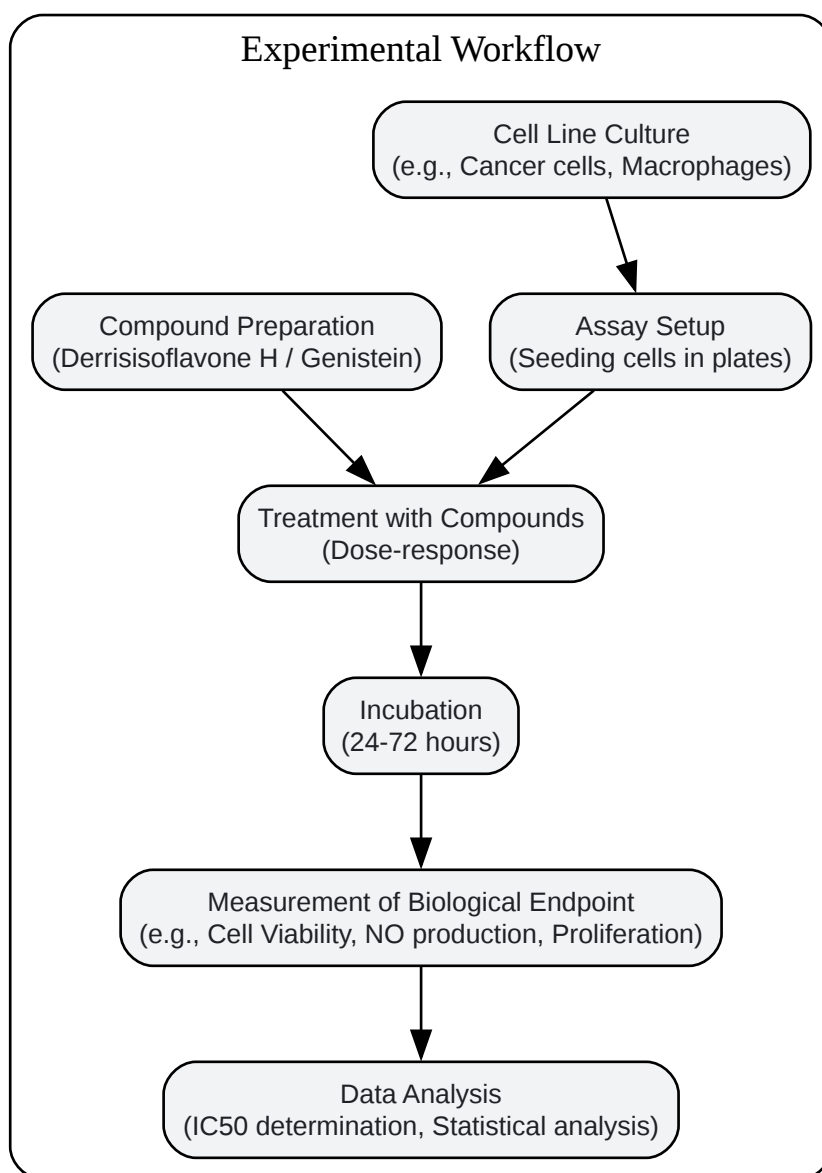 Experimental Workflow
Cell Line Culture
(e.g., Cancer cells, Macrophages)
Compound Preparation
(Derrisisoflavone H / Genistein)
Assay Setup
(Seeding cells in plates)
Treatment with Compounds
(Dose-response)
Incubation
(24-72 hours)
Measurement of Biological Endpoint
(e.g., Cell Viability, NO production, Proliferation)
Data Analysis
(IC50 determination, Statistical analysis)